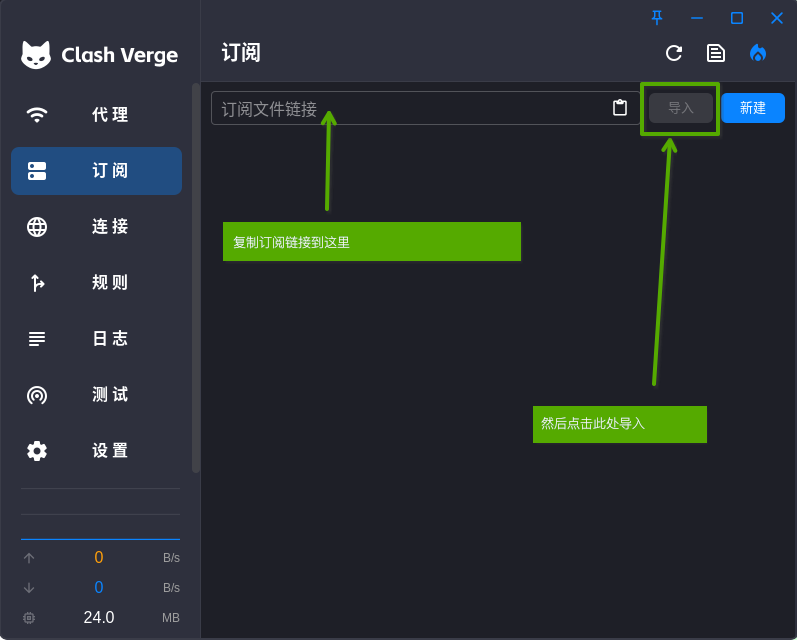 Clash Verge
订阅
代理
订阅
连接
规则
日志
测试
设置
0 B/s
0 B/s
24.0 MB
订阅文件链接
导入
新建
复制订阅链接到这里
然后点击此处导入